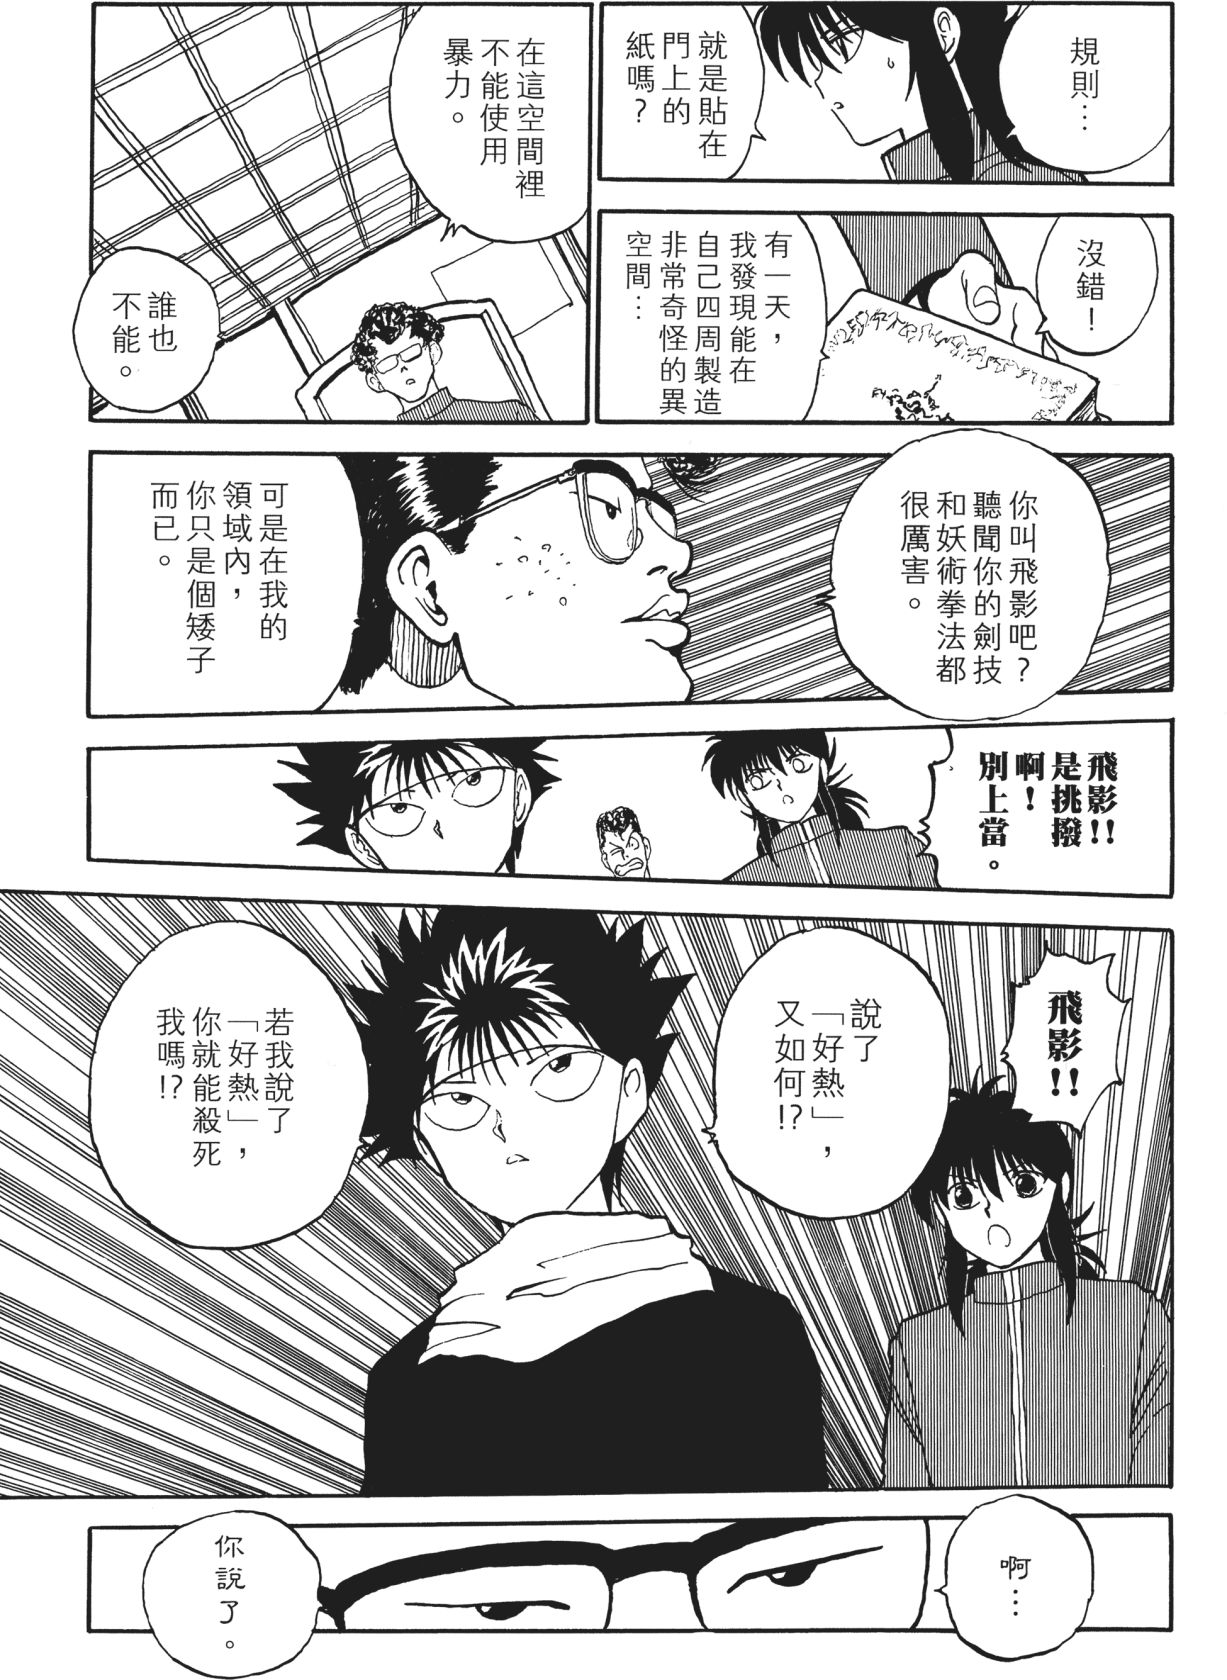 規則…
就是貼在
門上的
紙嗎？
沒錯！
有一天，
我發現能在
自己四周製造
非常奇怪的異
空間…
在這空間裡
不能使用
暴力。
誰也
不能。
你叫飛影吧？
聽聞你的劍技
和妖術拳法都
很厲害。
可是在我的
領域內，
你只是個矮子
而已。
飛影!!
是挑撥
啊！
別上當。
飛影!!
說了
「好熱」，
又如何!?
若我說了
「好熱」，
你就能殺死
我嗎!?
啊…
你說了。